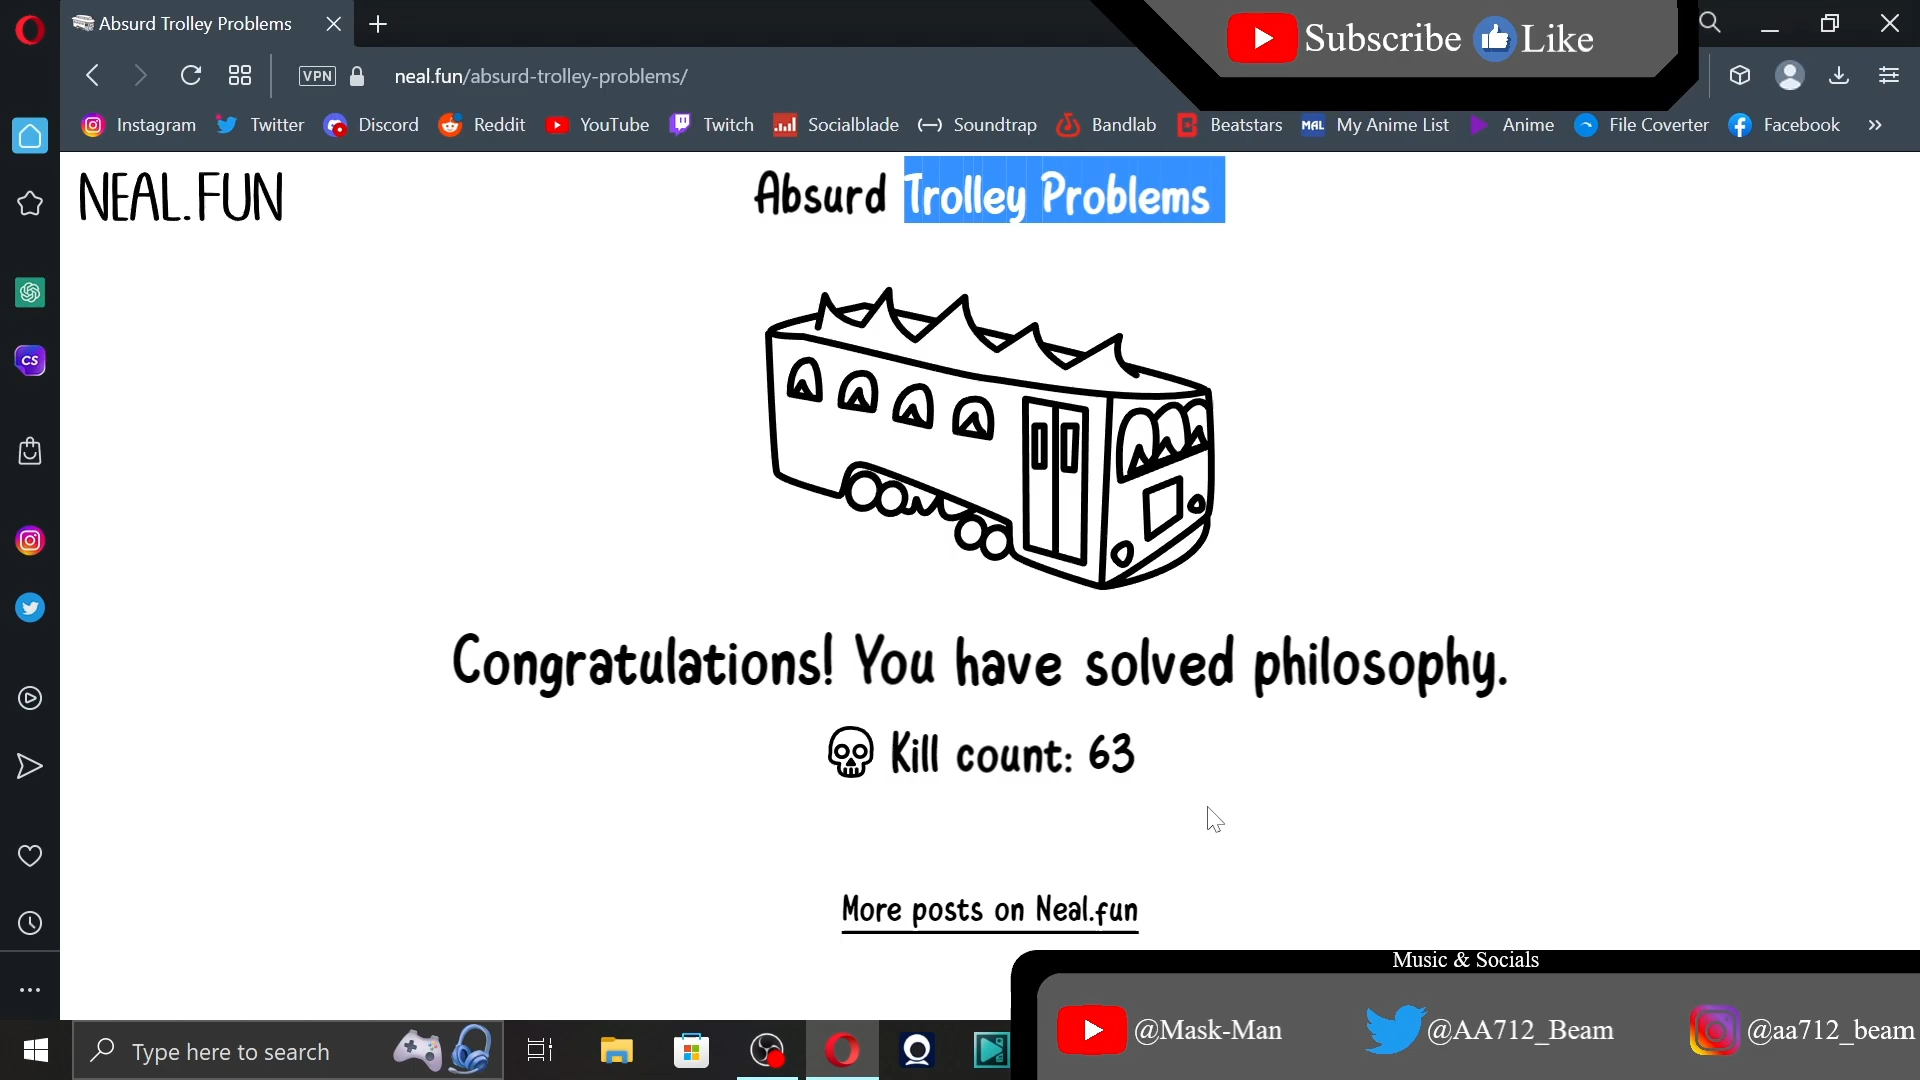 Absurd Trolley Problems
Subscribe Like
VPN neal.fun/absurd-trolley-problems/
Instagram Twitter Discord Reddit YouTube Twitch Socialblade Soundtrap Bandlab Beatstars MAL My Anime List Anime File Coverter Facebook »
NEAL.FUN
Absurd Trolley Problems
CS
Congratulations! You have solved philosophy.
Kill count: 63
More posts on Neal.fun
Music & Socials
@Mask-Man @AA712_Beam @aa712_beam
Type here to search